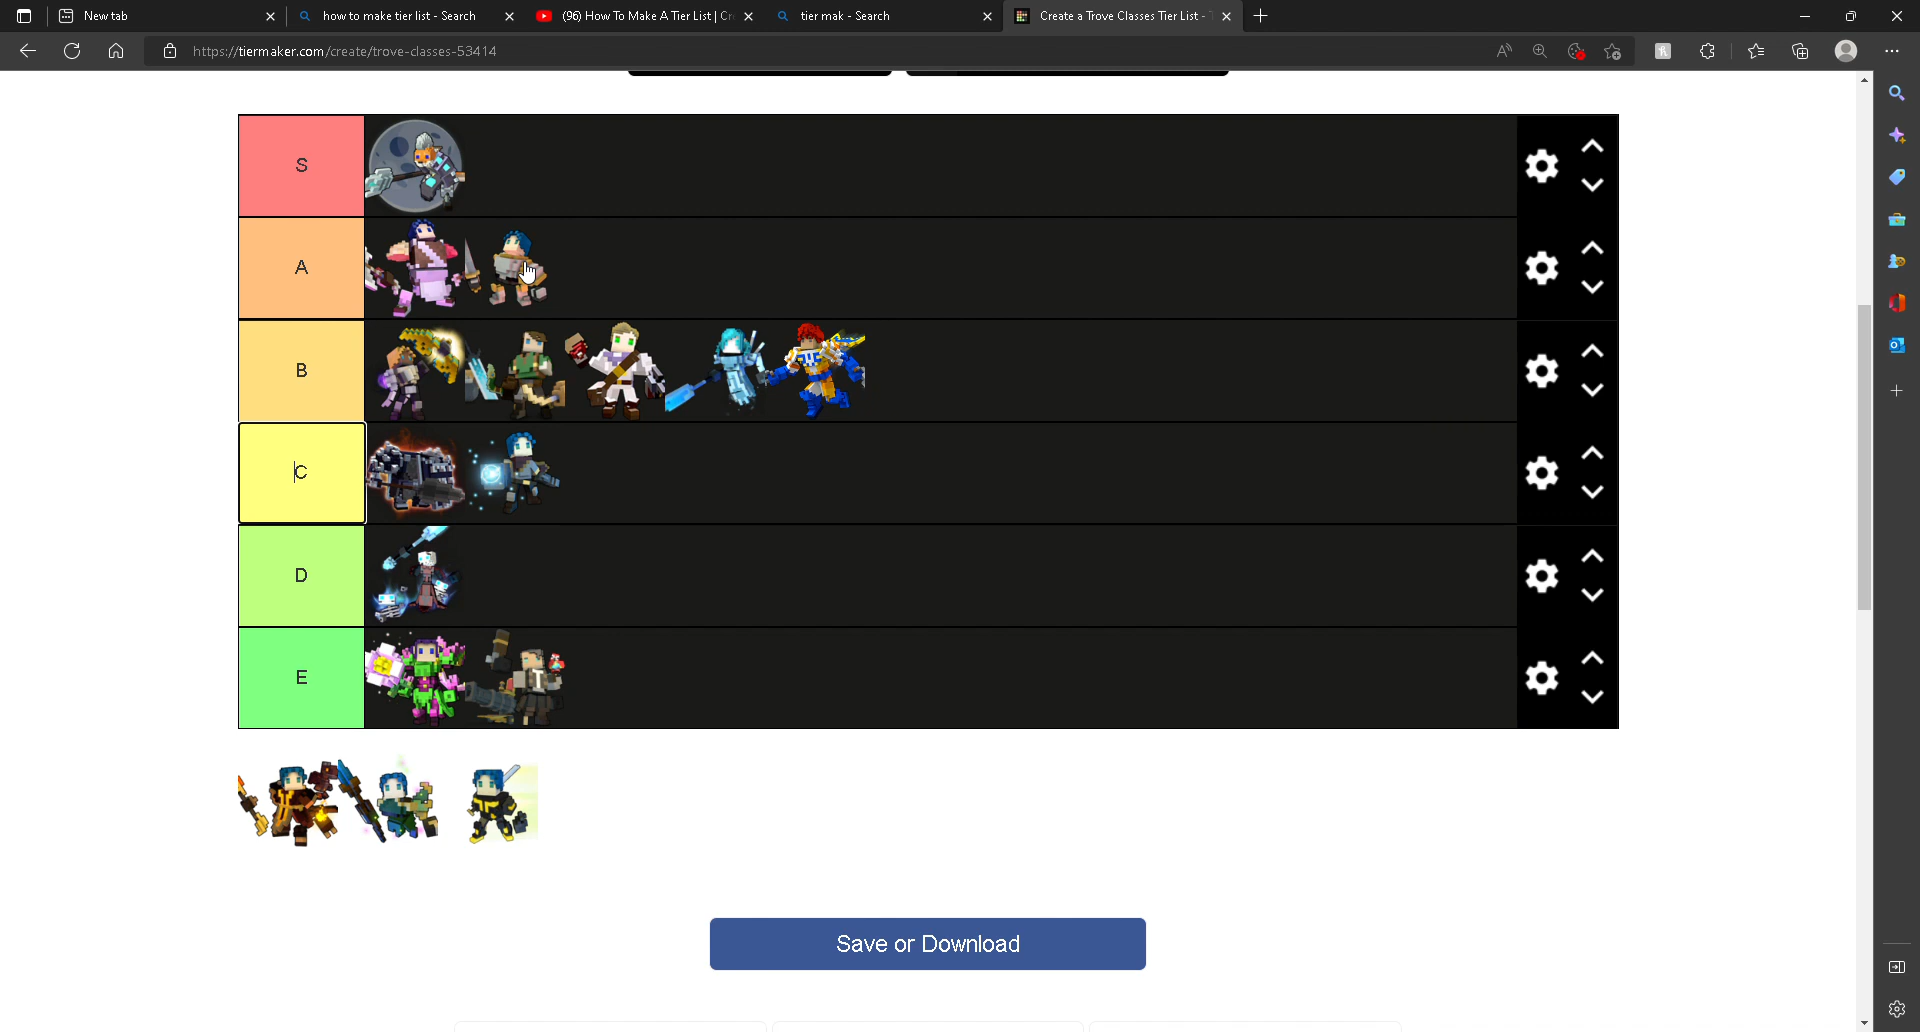 New tab
how to make tier list - Search
(96) How To Make A Tier List | Cr
tier mak - Search
Create a Trove Classes Tier List - T
https://tiermaker.com/create/trove-classes-53414
S
A
B
C
D
E
Save or Download